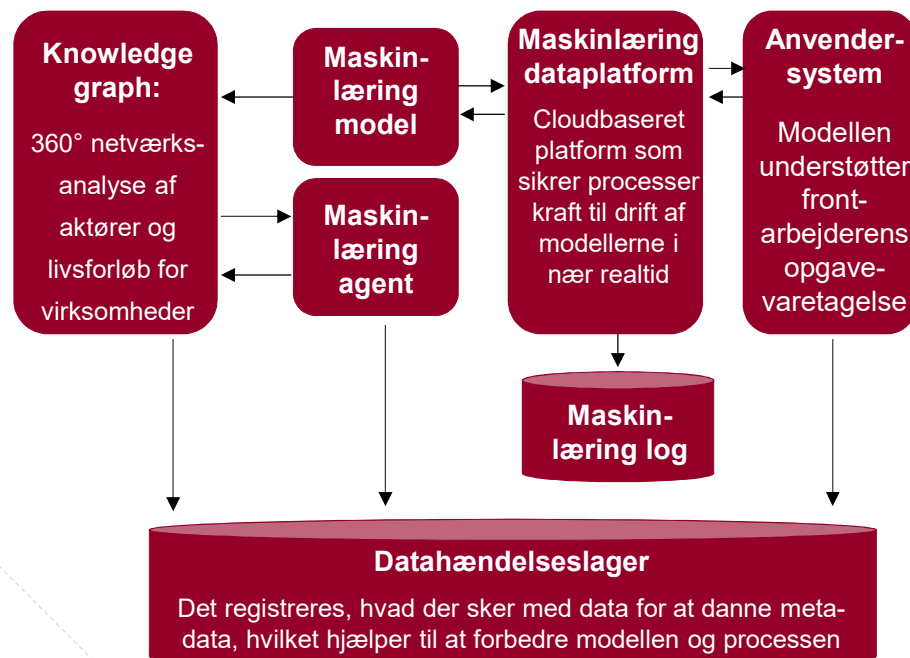 Knowledge
graph:
360° netværks-
analyse af
aktører og
livsforløb for
virksomheder
Maskin-
læring
model
Maskin-
læring
agent
Maskinlæring
dataplatform
Cloudbaseret
platform som
sikrer processer
kraft til drift af
modellerne i
nær realtid
Anvender-
system
Modellen
understøtter
front-
arbejderens
opgave-
varetagelse
Maskin-
læring log
Datahændelseslager
Det registreres, hvad der sker med data for at danne meta-
data, hvilket hjælper til at forbedre modellen og processen